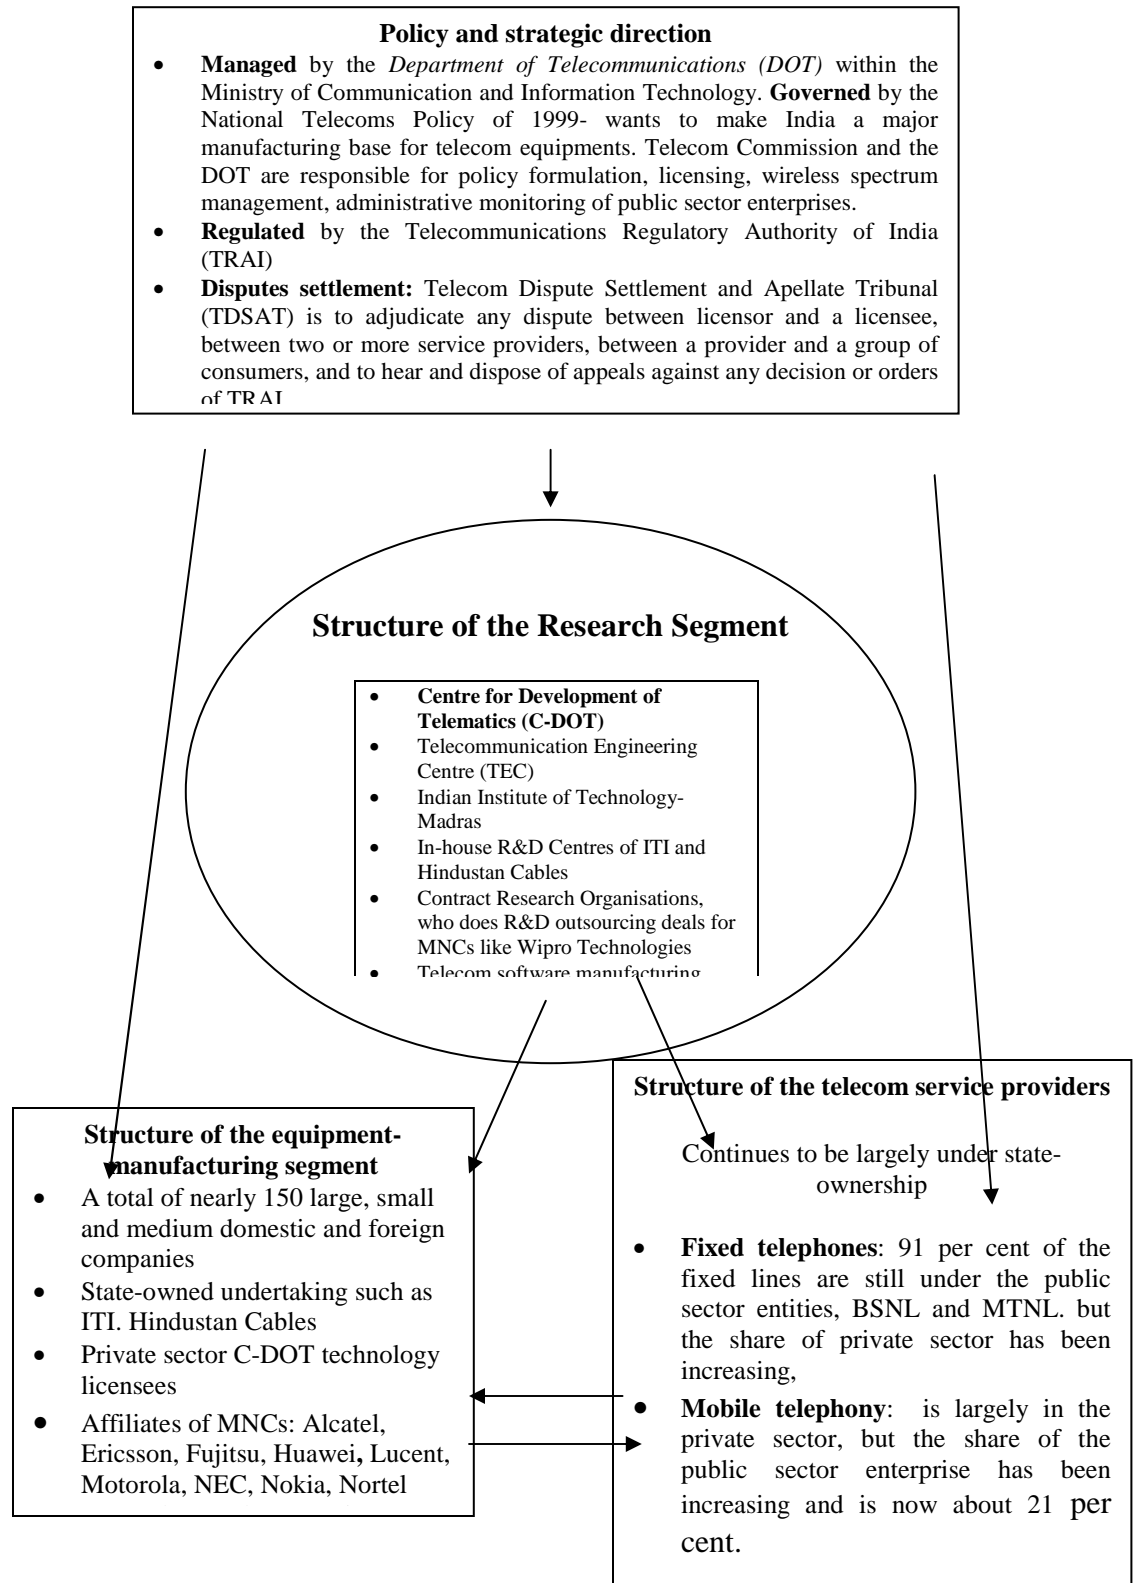 Policy and strategic direction
• Managed by the Department of Telecommunications (DOT) within the
Ministry of Communication and Information Technology. Governed by the
National Telecoms Policy of 1999- wants to make India a major
manufacturing base for telecom equipments. Telecom Commission and the
DOT are responsible for policy formulation, licensing, wireless spectrum
management, administrative monitoring of public sector enterprises.
• Regulated by the Telecommunications Regulatory Authority of India
(TRAI)
• Disputes settlement: Telecom Dispute Settlement and Apellate Tribunal
(TDSAT) is to adjudicate any dispute between licensor and a licensee,
between two or more service providers, between a provider and a group of
consumers, and to hear and dispose of appeals against any decision or orders
of TRAI
Structure of the Research Segment
• Centre for Development of
Telematics (C-DOT)
• Telecommunication Engineering
Centre (TEC)
• Indian Institute of Technology-
Madras
• In-house R&D Centres of ITI and
Hindustan Cables
• Contract Research Organisations,
who does R&D outsourcing deals for
MNCs like Wipro Technologies
• Telecom software manufacturing
Structure of the equipment-
manufacturing segment
• A total of nearly 150 large, small
and medium domestic and foreign
companies
• State-owned undertaking such as
ITI. Hindustan Cables
• Private sector C-DOT technology
licensees
• Affiliates of MNCs: Alcatel,
Ericsson, Fujitsu, Huawei, Lucent,
Motorola, NEC, Nokia, Nortel
Structure of the telecom service providers
Continues to be largely under state-
ownership
• Fixed telephones: 91 per cent of the
fixed lines are still under the public
sector entities, BSNL and MTNL. but
the share of private sector has been
increasing,
• Mobile telephony: is largely in the
private sector, but the share of the
public sector enterprise has been
increasing and is now about 21 per
cent.